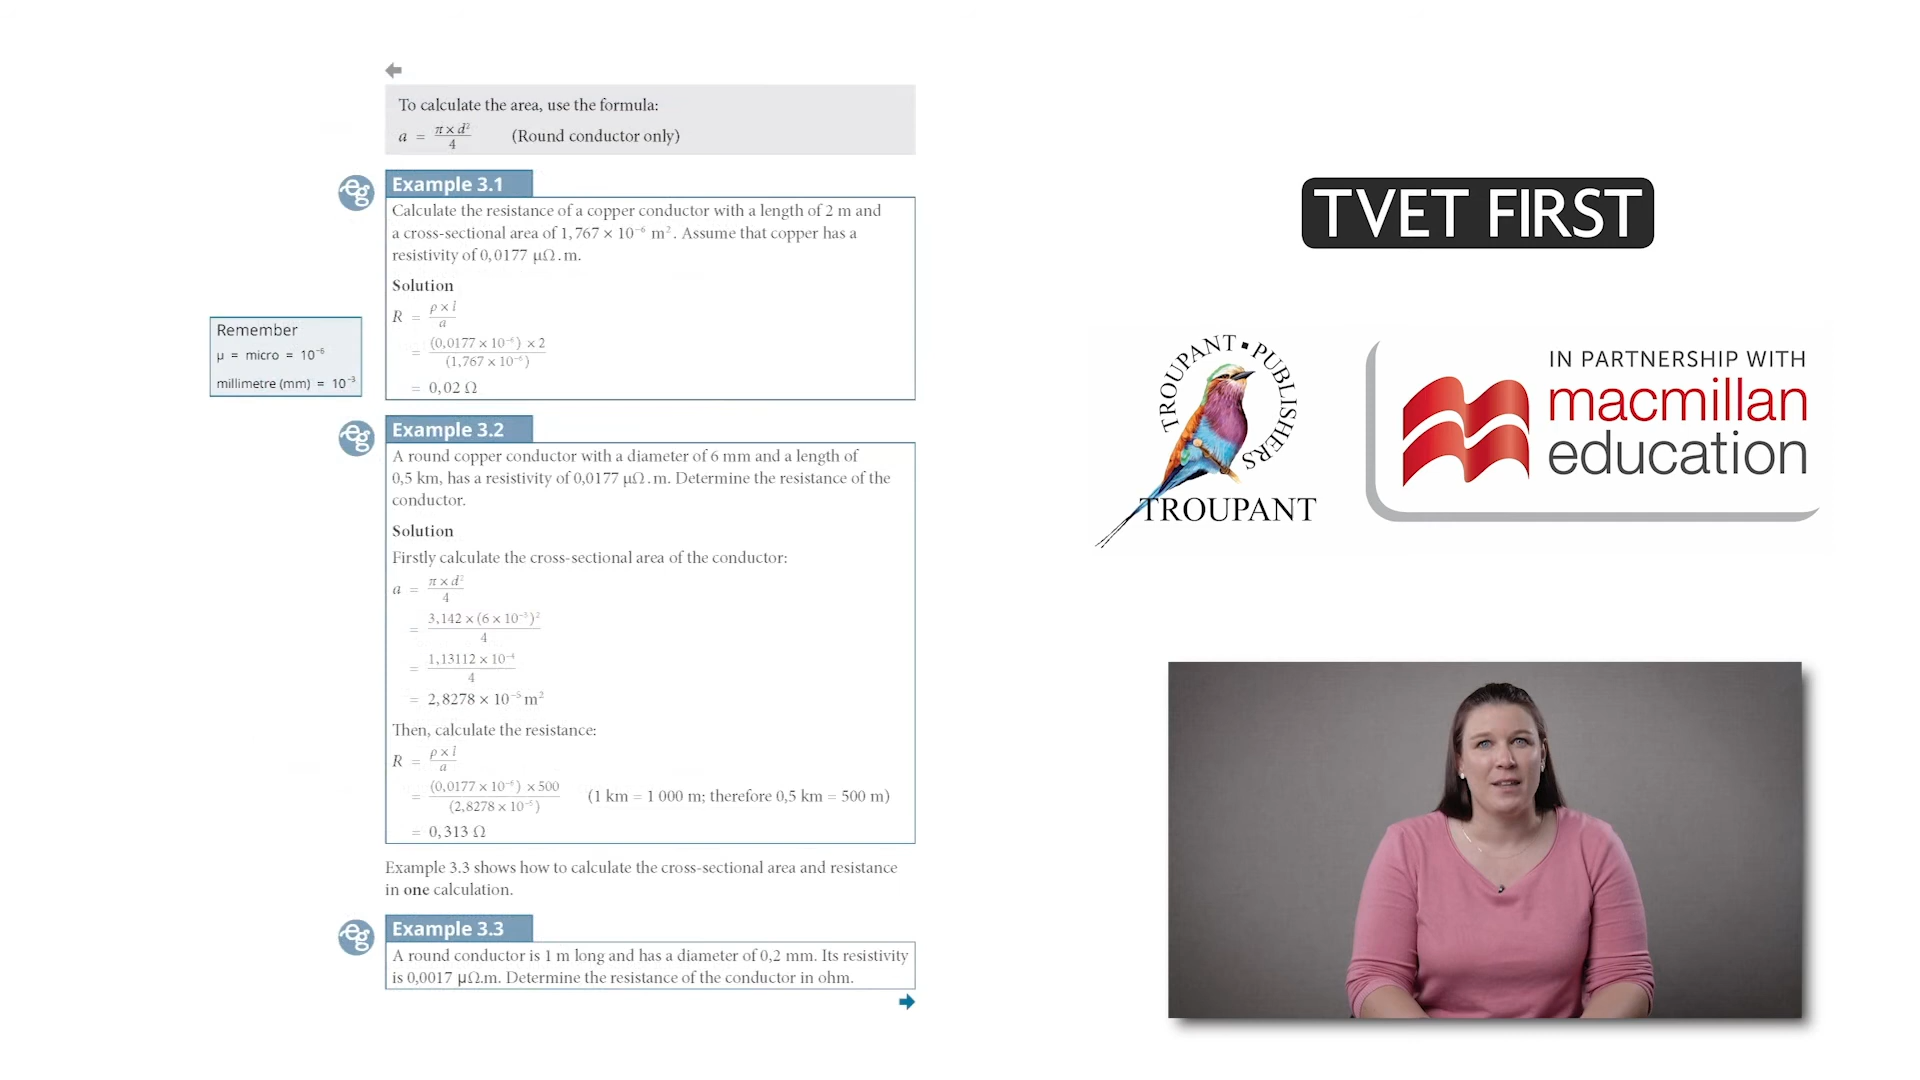 To calculate the area, use the formula:
a = π × d² / 4 (Round conductor only)
Example 3.1
Calculate the resistance of a copper conductor with a length of 2 m and
a cross-sectional area of 1,767 × 10⁻⁶ m². Assume that copper has a
resistivity of 0,0177 μΩ.m.
Solution
R = ρ × l / a
= (0,0177 × 10⁻⁶) × 2 / (1,767 × 10⁻⁶)
= 0,02 Ω
Remember
μ = micro = 10⁻⁶
millimetre (mm) = 10⁻³
Example 3.2
A round copper conductor with a diameter of 6 mm and a length of
0,5 km, has a resistivity of 0,0177 μΩ.m. Determine the resistance of the
conductor.
Solution
Firstly calculate the cross-sectional area of the conductor:
a = π × d² / 4
= 3,142 × (6 × 10⁻³)² / 4
= 1,13112 × 10⁻⁴ / 4
= 2,8278 × 10⁻⁵ m²
Then, calculate the resistance:
R = ρ × l / a
= (0,0177 × 10⁻⁶) × 500 / (2,8278 × 10⁻⁵) (1 km = 1 000 m; therefore 0,5 km = 500 m)
= 0,313 Ω
Example 3.3 shows how to calculate the cross-sectional area and resistance
in one calculation.
Example 3.3
A round conductor is 1 m long and has a diameter of 0,2 mm. Its resistivity
is 0,0017 μΩ.m. Determine the resistance of the conductor in ohm.
eg
eg
eg
TVET FIRST
TROUPANT ▪ PUBLISHERS
TROUPANT
IN PARTNERSHIP WITH
macmillan
education